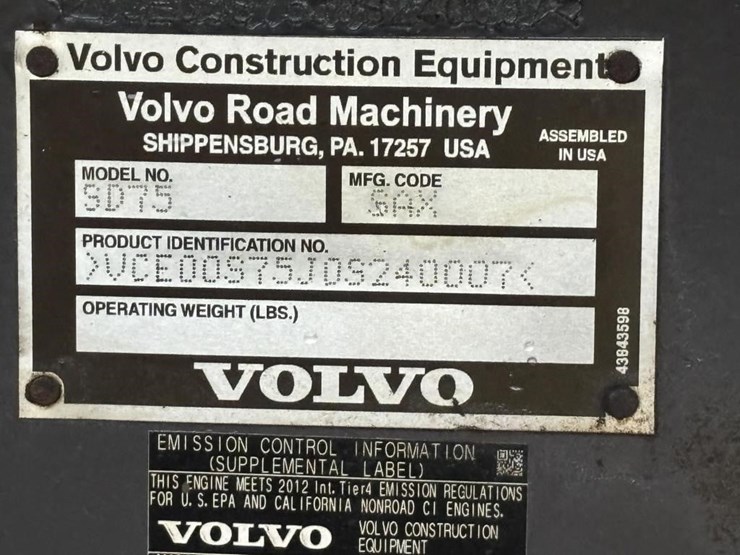 Volvo Construction Equipment
Volvo Road Machinery
SHIPPENSBURG, PA. 17257 USA
ASSEMBLED
IN USA
MODEL NO.
SD75
MFG. CODE
SAX
PRODUCT IDENTIFICATION NO.
>VCE00S75J0S240007<
OPERATING WEIGHT (LBS.)
43843598
VOLVO
EMISSION CONTROL INFORMATION
(SUPPLEMENTAL LABEL)
THIS ENGINE MEETS 2012 Int. Tier4 EMISSION REGULATIONS
FOR U.S. EPA AND CALIFORNIA NONROAD CI ENGINES.
VOLVO
VOLVO CONSTRUCTION
EQUIPMENT